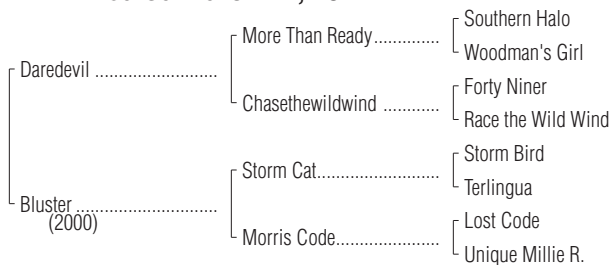 Southern Halo
More Than Ready..............
Woodman's Girl
Daredevil ..........................
Forty Niner
Chasethewildwind ............
Race the Wild Wind
Storm Bird
Storm Cat..........................
Terlingua
Bluster ..............................
(2000)
Lost Code
Morris Code......................
Unique Millie R.